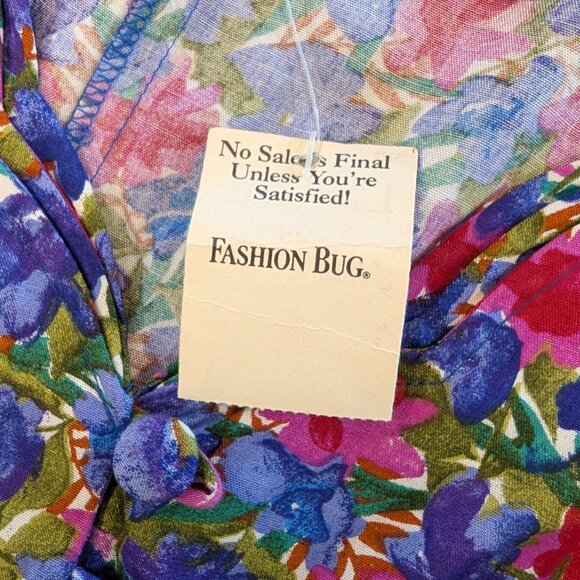 No Sale is Final
Unless You're
Satisfied!
FASHION BUG®